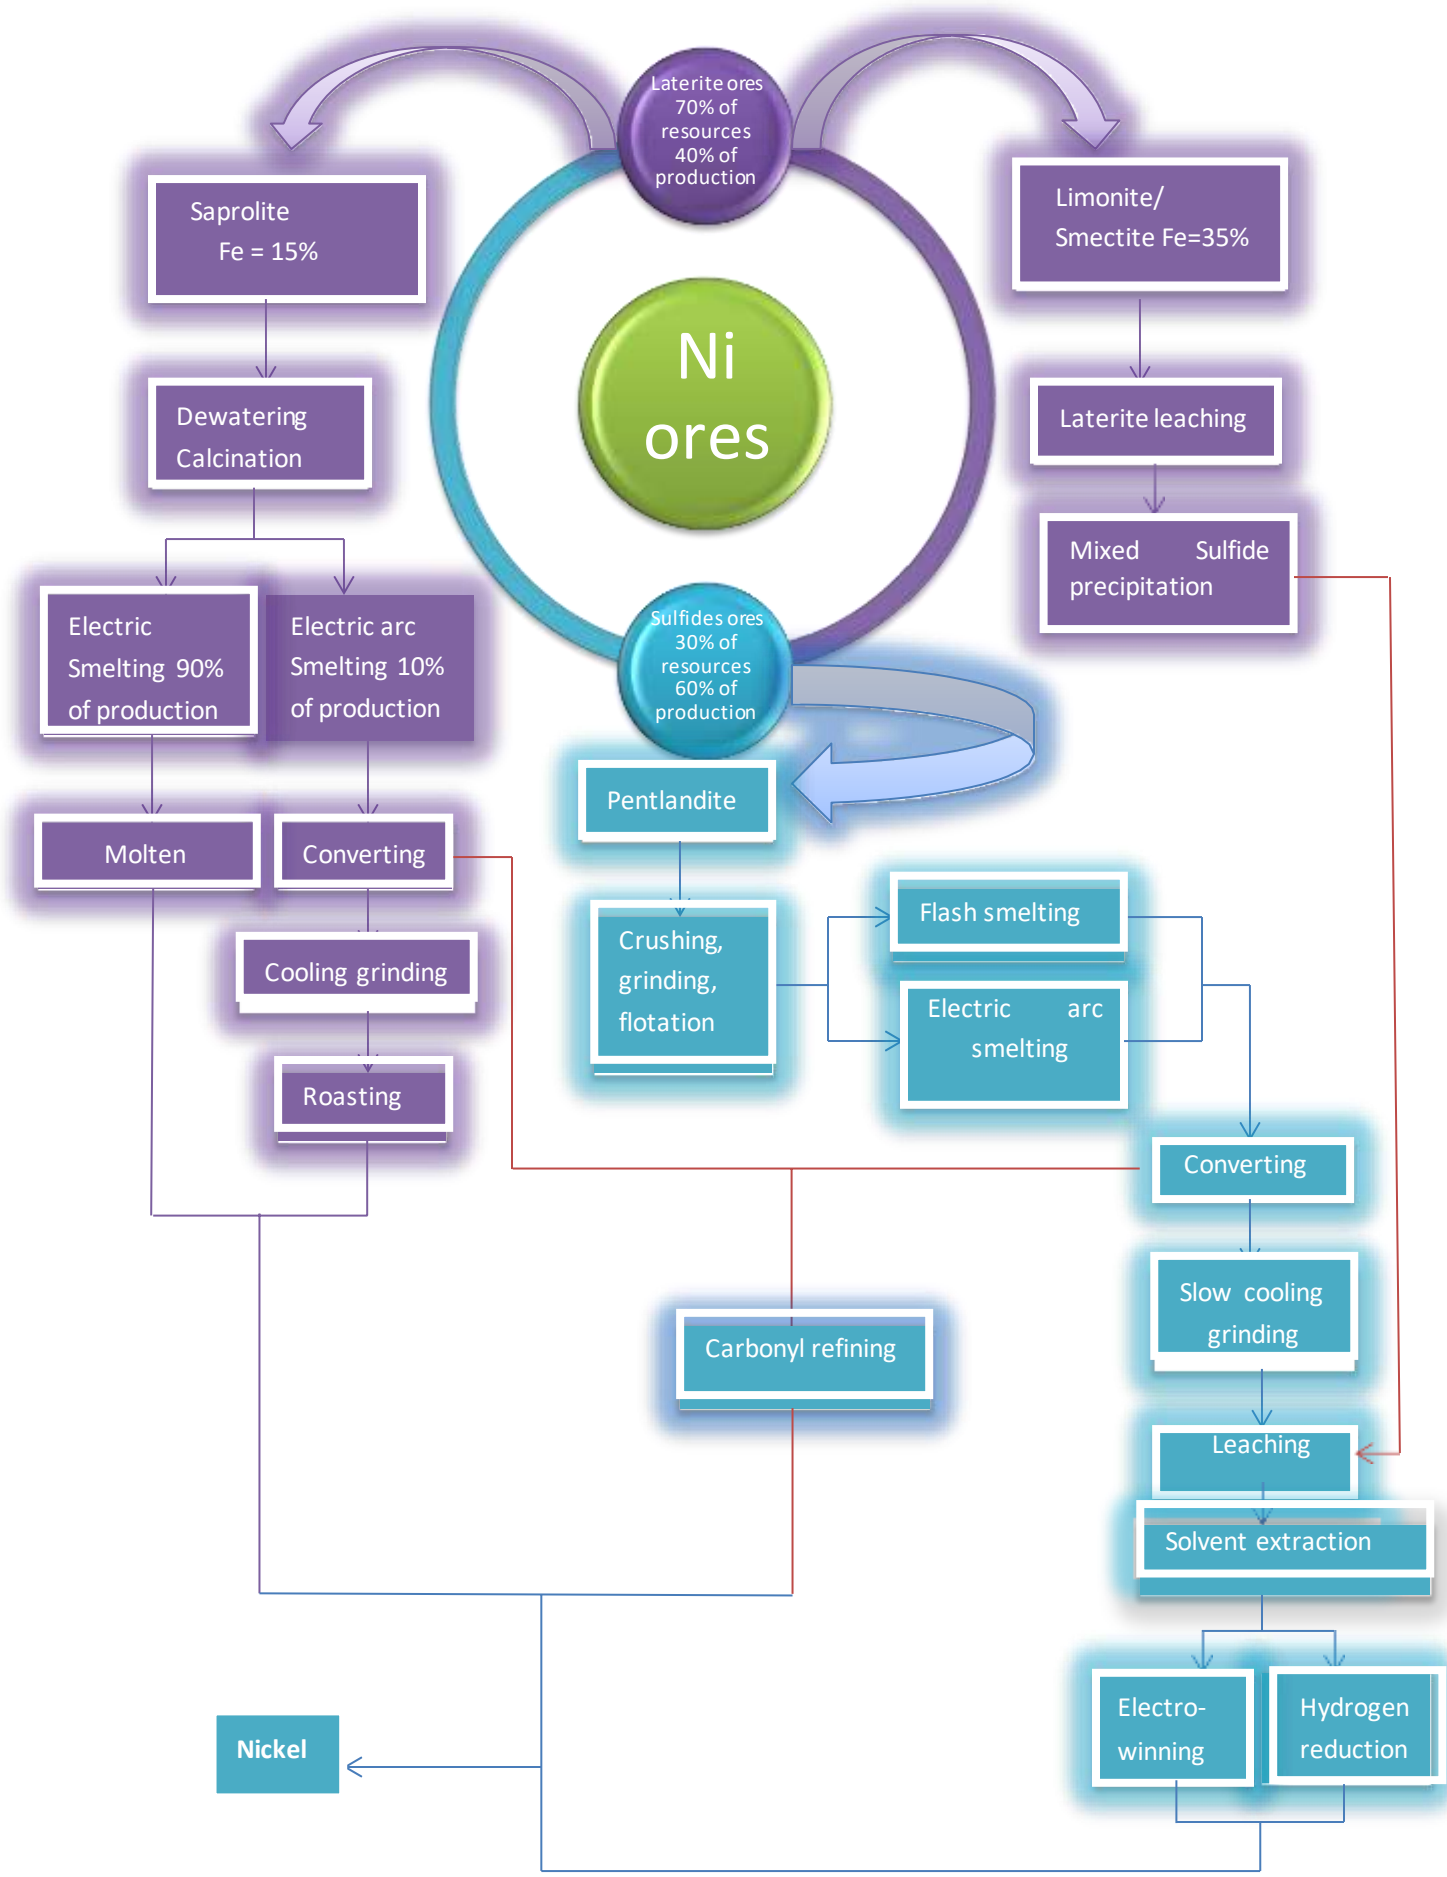 Laterite ores
70% of
resources
40% of
production
Saprolite
Fe = 15%
Limonite/
Smectite Fe=35%
Ni
ores
Dewatering
Calcination
Laterite leaching
Mixed Sulfide
precipitation
Electric
Smelting 90%
of production
Electric arc
Smelting 10%
of production
Sulfides ores
30% of
resources
60% of
production
Pentlandite
Molten
Converting
Flash smelting
Crushing,
grinding,
flotation
Cooling grinding
Electric arc
smelting
Roasting
Converting
Slow cooling
grinding
Carbonyl refining
Leaching
Solvent extraction
Electro-
winning
Hydrogen
reduction
Nickel